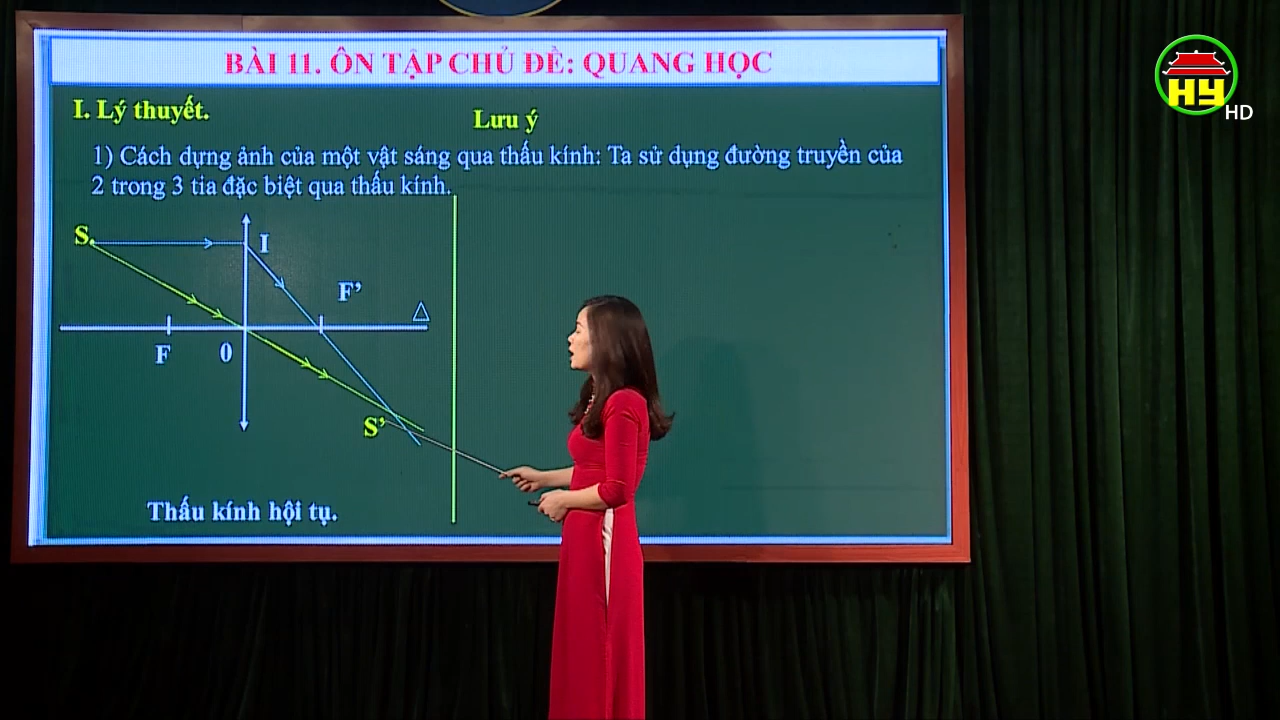 BÀI 11. ÔN TẬP CHỦ ĐỀ: QUANG HỌC
HY
HD
I. Lý thuyết.
Lưu ý
1) Cách dựng ảnh của một vật sáng qua thấu kính: Ta sử dụng đường truyền của
2 trong 3 tia đặc biệt qua thấu kính.
S
I
F’
Δ
F
0
S’
Thấu kính hội tụ.